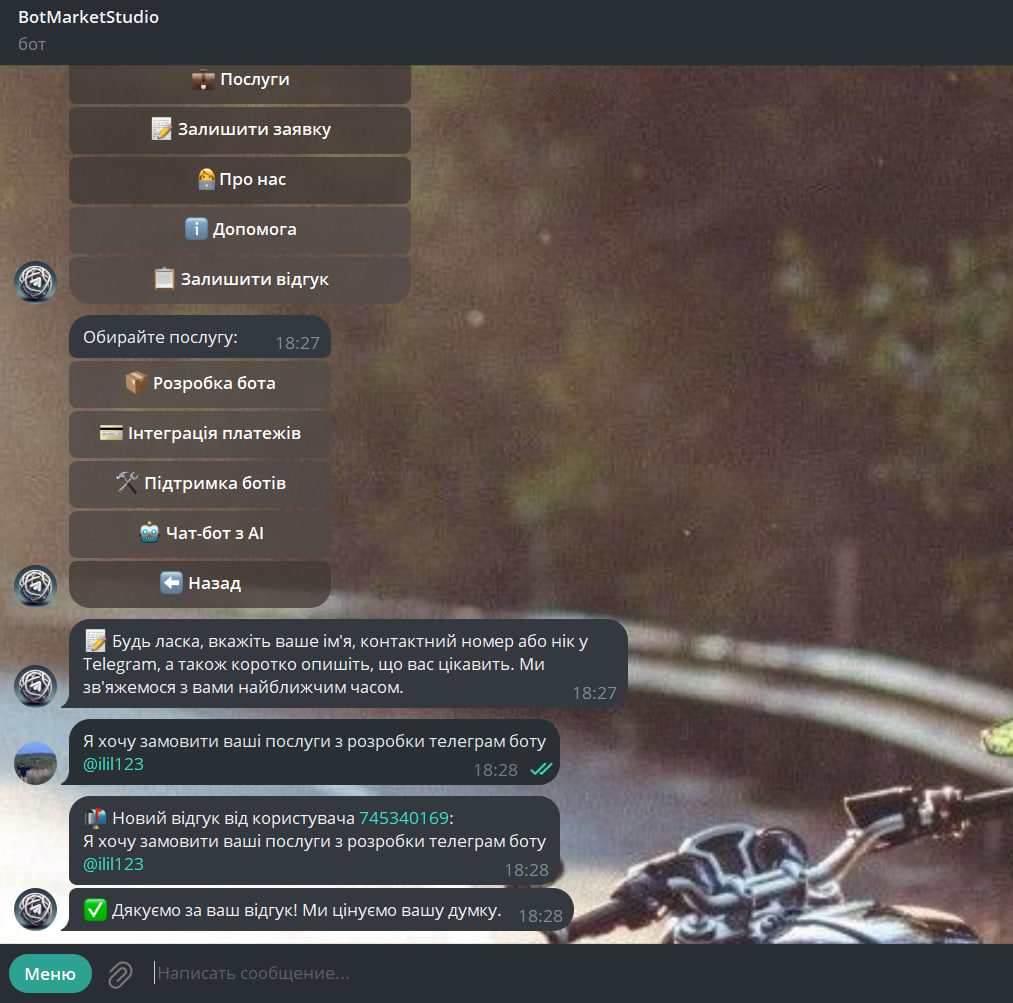 BotMarketStudio
бот
💼 Послуги
📝 Залишити заявку
🙋 Про нас
ℹ️ Допомога
📋 Залишити відгук
Обирайте послугу: 18:27
📦 Розробка бота
💳 Інтеграція платежів
🛠 Підтримка ботів
🤖 Чат-бот з AI
⬅️ Назад
📝 Будь ласка, вкажіть ваше ім'я, контактний номер або нік у
Telegram, а також коротко опишіть, що вас цікавить. Ми
зв'яжемося з вами найближчим часом. 18:27
Я хочу замовити ваші послуги з розробки телеграм боту
@ilil123 18:28
📬 Новий відгук від користувача 745340169:
Я хочу замовити ваші послуги з розробки телеграм боту
@ilil123 18:28
✅ Дякуємо за ваш відгук! Ми цінуємо вашу думку. 18:28
Меню Написать сообщение...